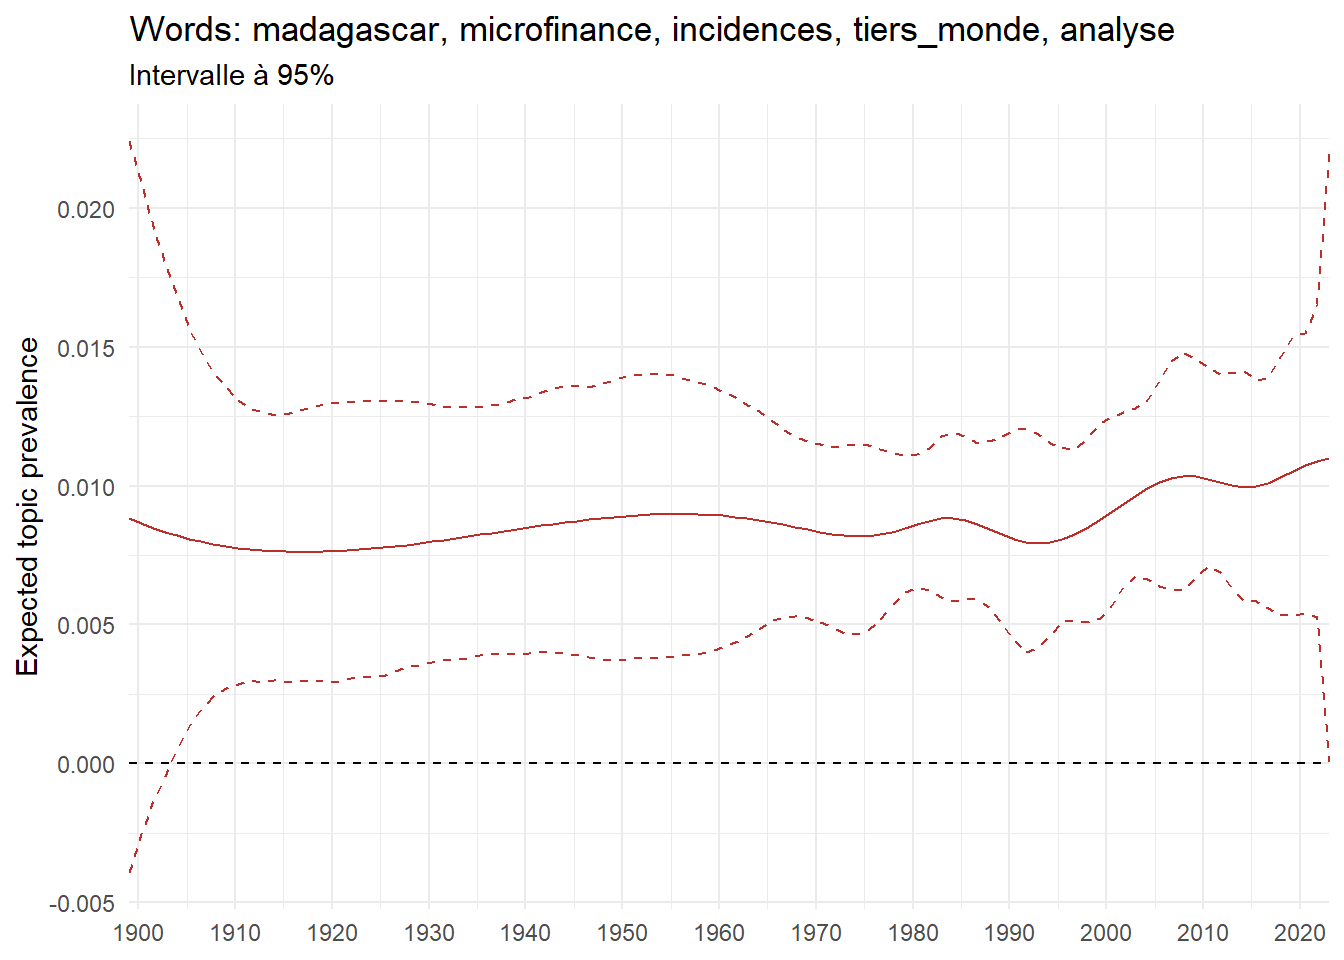 Words: madagascar, microfinance, incidences, tiers_monde, analyse
Intervalle à 95%
Expected topic prevalence
0.020
0.015
0.010
0.005
0.000
-0.005
1900 1910 1920 1930 1940 1950 1960 1970 1980 1990 2000 2010 2020